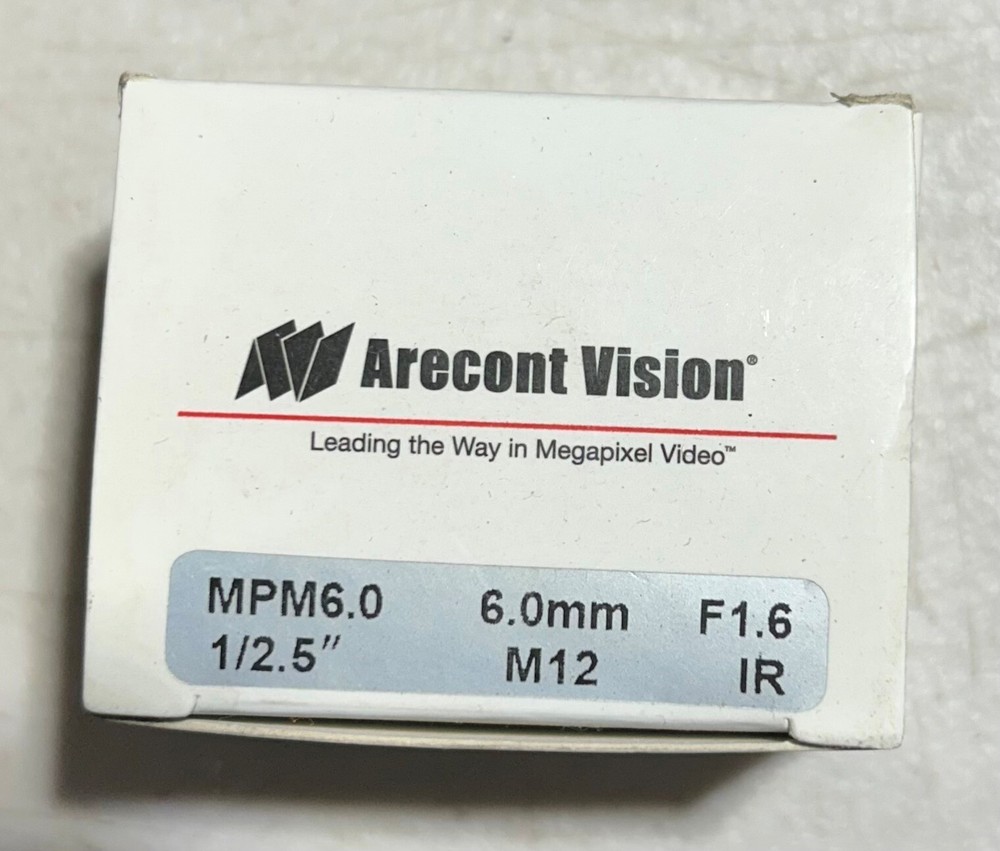 Arecont Vision®
Leading the Way in Megapixel Video™
MPM6.0 6.0mm F1.6
1/2.5" M12 IR